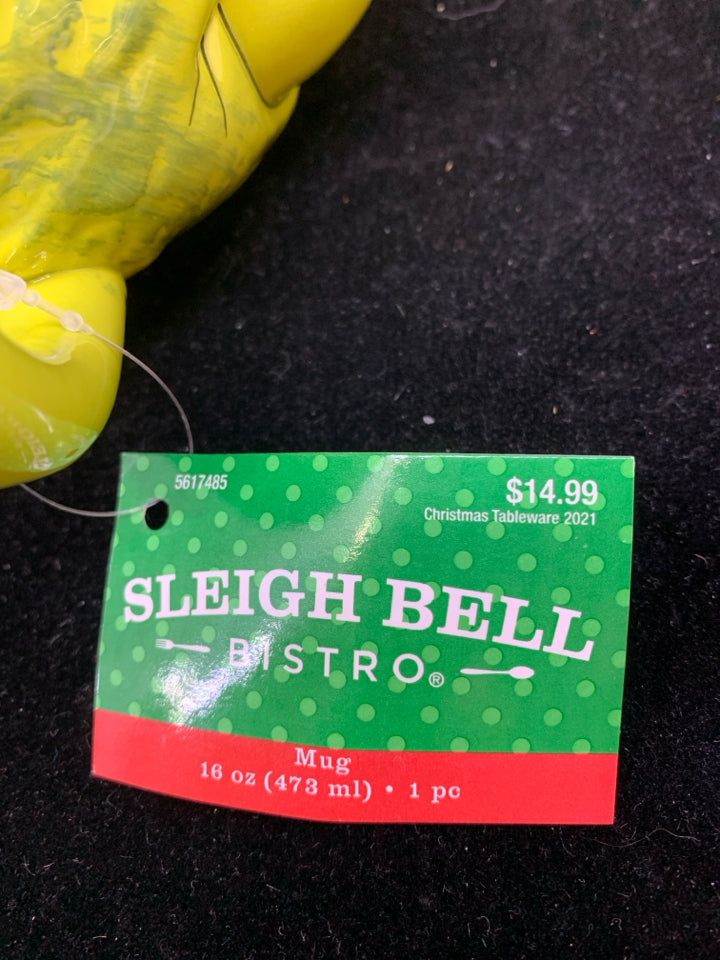 5617485
$14.99
Christmas Tableware 2021
SLEIGH BELL
BISTRO®
Mug
16 oz (473 ml) • 1 pc